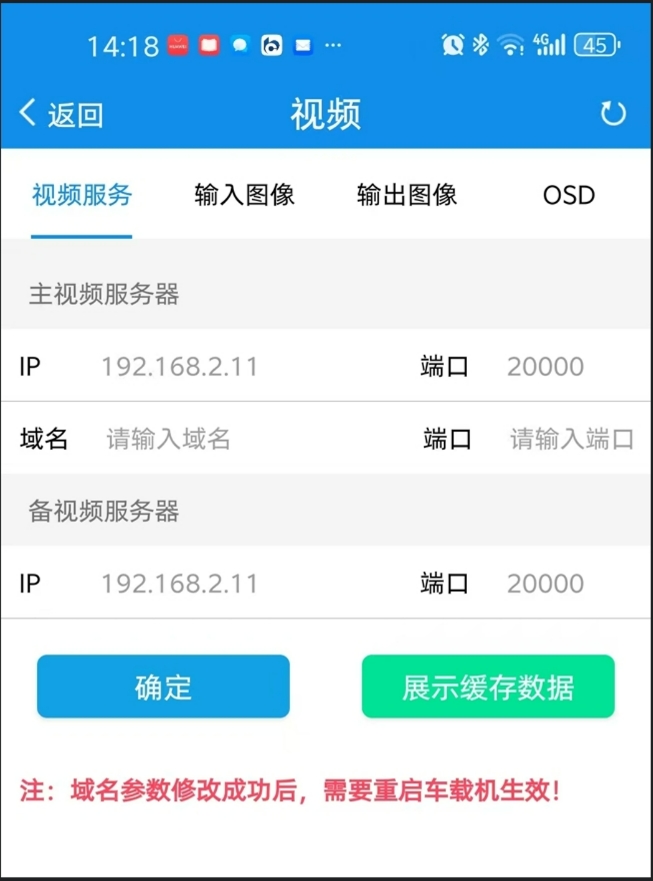 14:18 4G 45
返回 视频
视频服务 输入图像 输出图像 OSD
主视频服务器
IP 192.168.2.11 端口 20000
域名 请输入域名 端口 请输入端口
备视频服务器
IP 192.168.2.11 端口 20000
确定 展示缓存数据
注：域名参数修改成功后，需要重启车载机生效！